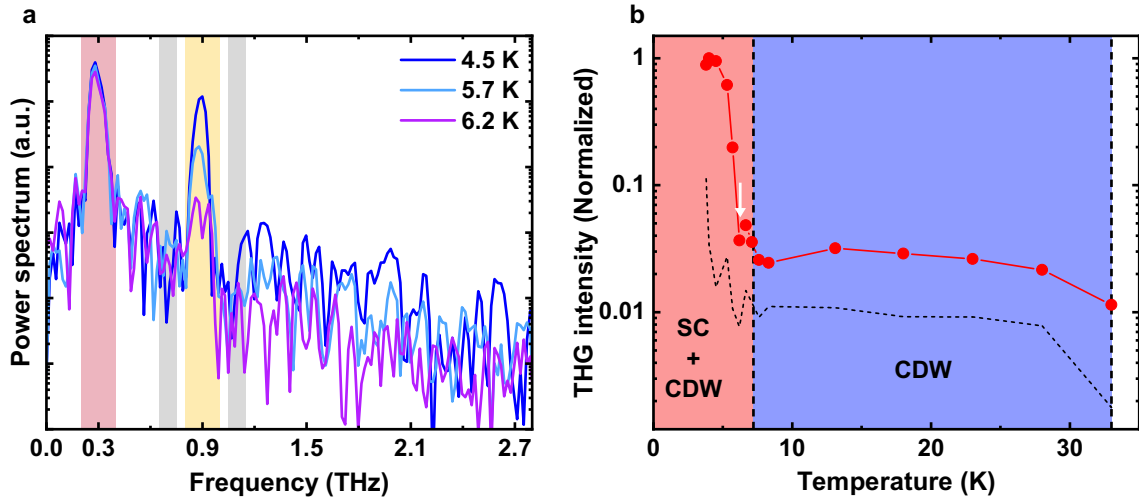 a
Power spectrum (a.u.)
4.5 K
5.7 K
6.2 K
0.0 0.3 0.9 1.5 2.1 2.7
Frequency (THz)
b
THG intensity (Normalized)
1
0.1
0.01
SC
+
CDW
CDW
0 10 20 30
Temperature (K)